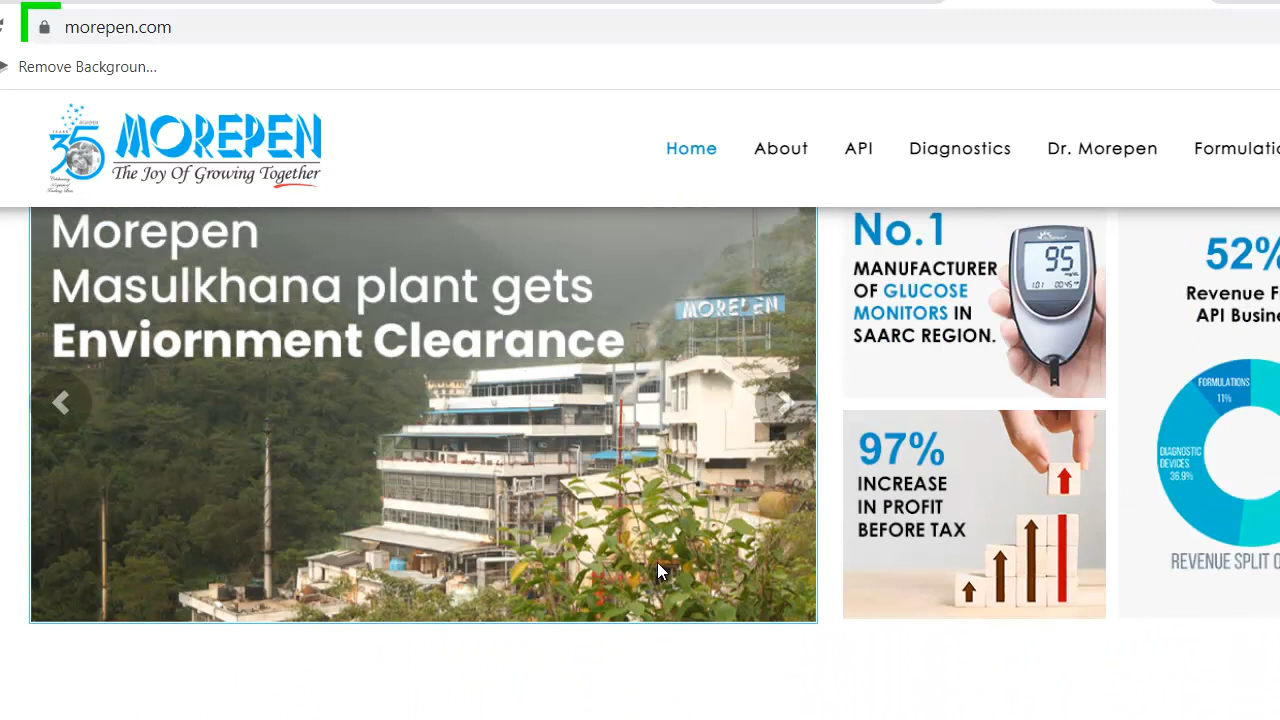 morepen.com
Remove Backgroun...
35
YEARS
MOREPEN
The Joy Of Growing Together
Home
About
API
Diagnostics
Dr. Morepen
Formulatio
Morepen
Masulkhana plant gets
Enviornment Clearance
MOREPEN
No.1
MANUFACTURER
OF GLUCOSE
MONITORS IN
SAARC REGION.
95
97%
INCREASE
IN PROFIT
BEFORE TAX
52%
Revenue F
API Busine
FORMULATIONS
11%
DIAGNOSTIC
DEVICES
36.9%
REVENUE SPLIT O